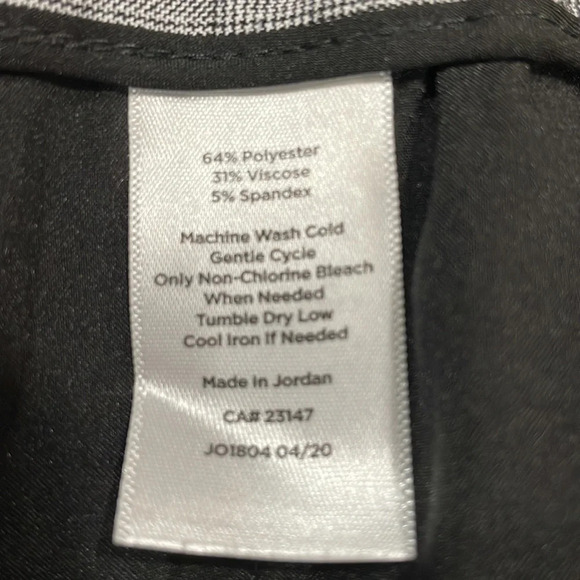 64% Polyester
31% Viscose
5% Spandex
Machine Wash Cold
Gentle Cycle
Only Non-Chlorine Bleach
When Needed
Tumble Dry Low
Cool Iron If Needed
Made in Jordan
CA# 23147
JO1804 04/20